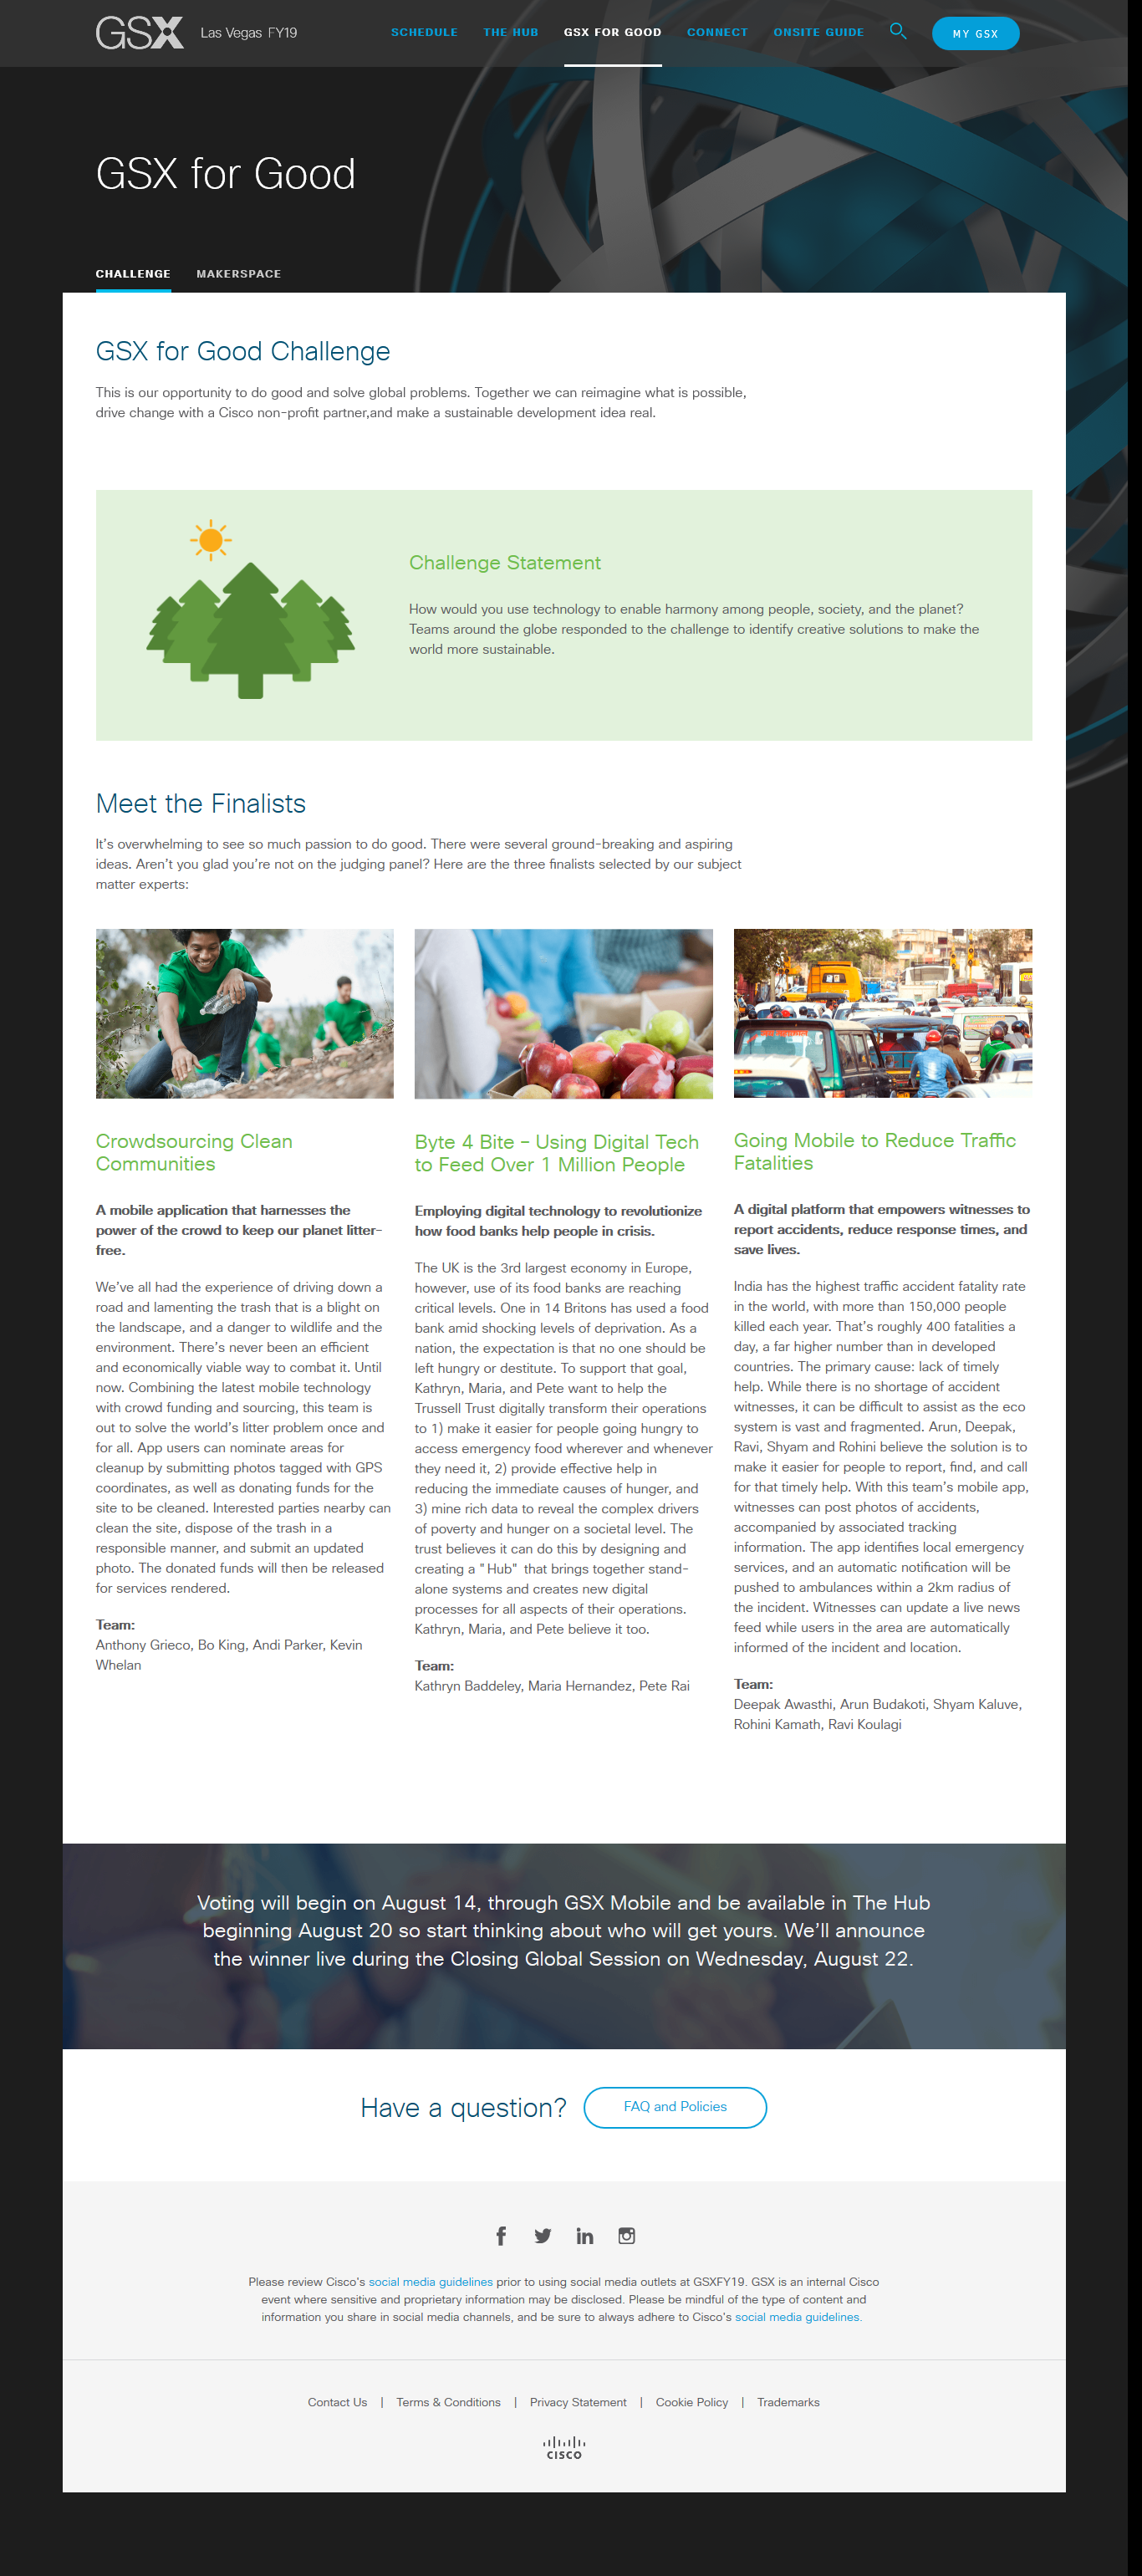 GSX Las Vegas FY19 SCHEDULE THE HUB GSX FOR GOOD CONNECT ONSITE GUIDE MY GSX
GSX for Good
CHALLENGE MAKERSPACE
GSX for Good Challenge
This is our opportunity to do good and solve global problems. Together we can reimagine what is possible,
drive change with a Cisco non-profit partner,and make a sustainable development idea real.
Challenge Statement
How would you use technology to enable harmony among people, society, and the planet?
Teams around the globe responded to the challenge to identify creative solutions to make the
world more sustainable.
Meet the Finalists
It's overwhelming to see so much passion to do good. There were several ground-breaking and aspiring
ideas. Aren't you glad you're not on the judging panel? Here are the three finalists selected by our subject
matter experts:
Crowdsourcing Clean
Communities
A mobile application that harnesses the
power of the crowd to keep our planet litter-
free.
We've all had the experience of driving down a
road and lamenting the trash that is a blight on
the landscape, and a danger to wildlife and the
environment. There's never been an efficient
and economically viable way to combat it. Until
now. Combining the latest mobile technology
with crowd funding and sourcing, this team is
out to solve the world's litter problem once and
for all. App users can nominate areas for
cleanup by submitting photos tagged with GPS
coordinates, as well as donating funds for the
site to be cleaned. Interested parties nearby can
clean the site, dispose of the trash in a
responsible manner, and submit an updated
photo. The donated funds will then be released
for services rendered.
Team:
Anthony Grieco, Bo King, Andi Parker, Kevin
Whelan
Byte 4 Bite - Using Digital Tech
to Feed Over 1 Million People
Employing digital technology to revolutionize
how food banks help people in crisis.
The UK is the 3rd largest economy in Europe,
however, use of its food banks are reaching
critical levels. One in 14 Britons has used a food
bank amid shocking levels of deprivation. As a
nation, the expectation is that no one should be
left hungry or destitute. To support that goal,
Kathryn, Maria, and Pete want to help the
Trussell Trust digitally transform their operations
to 1) make it easier for people going hungry to
access emergency food wherever and whenever
they need it, 2) provide effective help in
reducing the immediate causes of hunger, and
3) mine rich data to reveal the complex drivers
of poverty and hunger on a societal level. The
trust believes it can do this by designing and
creating a "Hub" that brings together stand-
alone systems and creates new digital
processes for all aspects of their operations.
Kathryn, Maria, and Pete believe it too.
Team:
Kathryn Baddeley, Maria Hernandez, Pete Rai
Going Mobile to Reduce Traffic
Fatalities
A digital platform that empowers witnesses to
report accidents, reduce response times, and
save lives.
India has the highest traffic accident fatality rate
in the world, with more than 150,000 people
killed each year. That's roughly 400 fatalities a
day, a far higher number than in developed
countries. The primary cause: lack of timely
help. While there is no shortage of accident
witnesses, it can be difficult to assist as the eco
system is vast and fragmented. Arun, Deepak,
Ravi, Shyam and Rohini believe the solution is to
make it easier for people to report, find, and call
for that timely help. With this team's mobile app,
witnesses can post photos of accidents,
accompanied by associated tracking
information. The app identifies local emergency
services, and an automatic notification will be
pushed to ambulances within a 2km radius of
the incident. Witnesses can update a live news
feed while users in the area are automatically
informed of the incident and location.
Team:
Deepak Awasthi, Arun Budakoti, Shyam Kaluve,
Rohini Kamath, Ravi Koulagi
Voting will begin on August 14, through GSX Mobile and be available in The Hub
beginning August 20 so start thinking about who will get yours. We'll announce
the winner live during the Closing Global Session on Wednesday, August 22.
Have a question? FAQ and Policies
Please review Cisco's social media guidelines prior to using social media outlets at GSXFY19. GSX is an internal Cisco
event where sensitive and proprietary information may be disclosed. Please be mindful of the type of content and
information you share in social media channels, and be sure to always adhere to Cisco's social media guidelines.
Contact Us | Terms & Conditions | Privacy Statement | Cookie Policy | Trademarks
CISCO